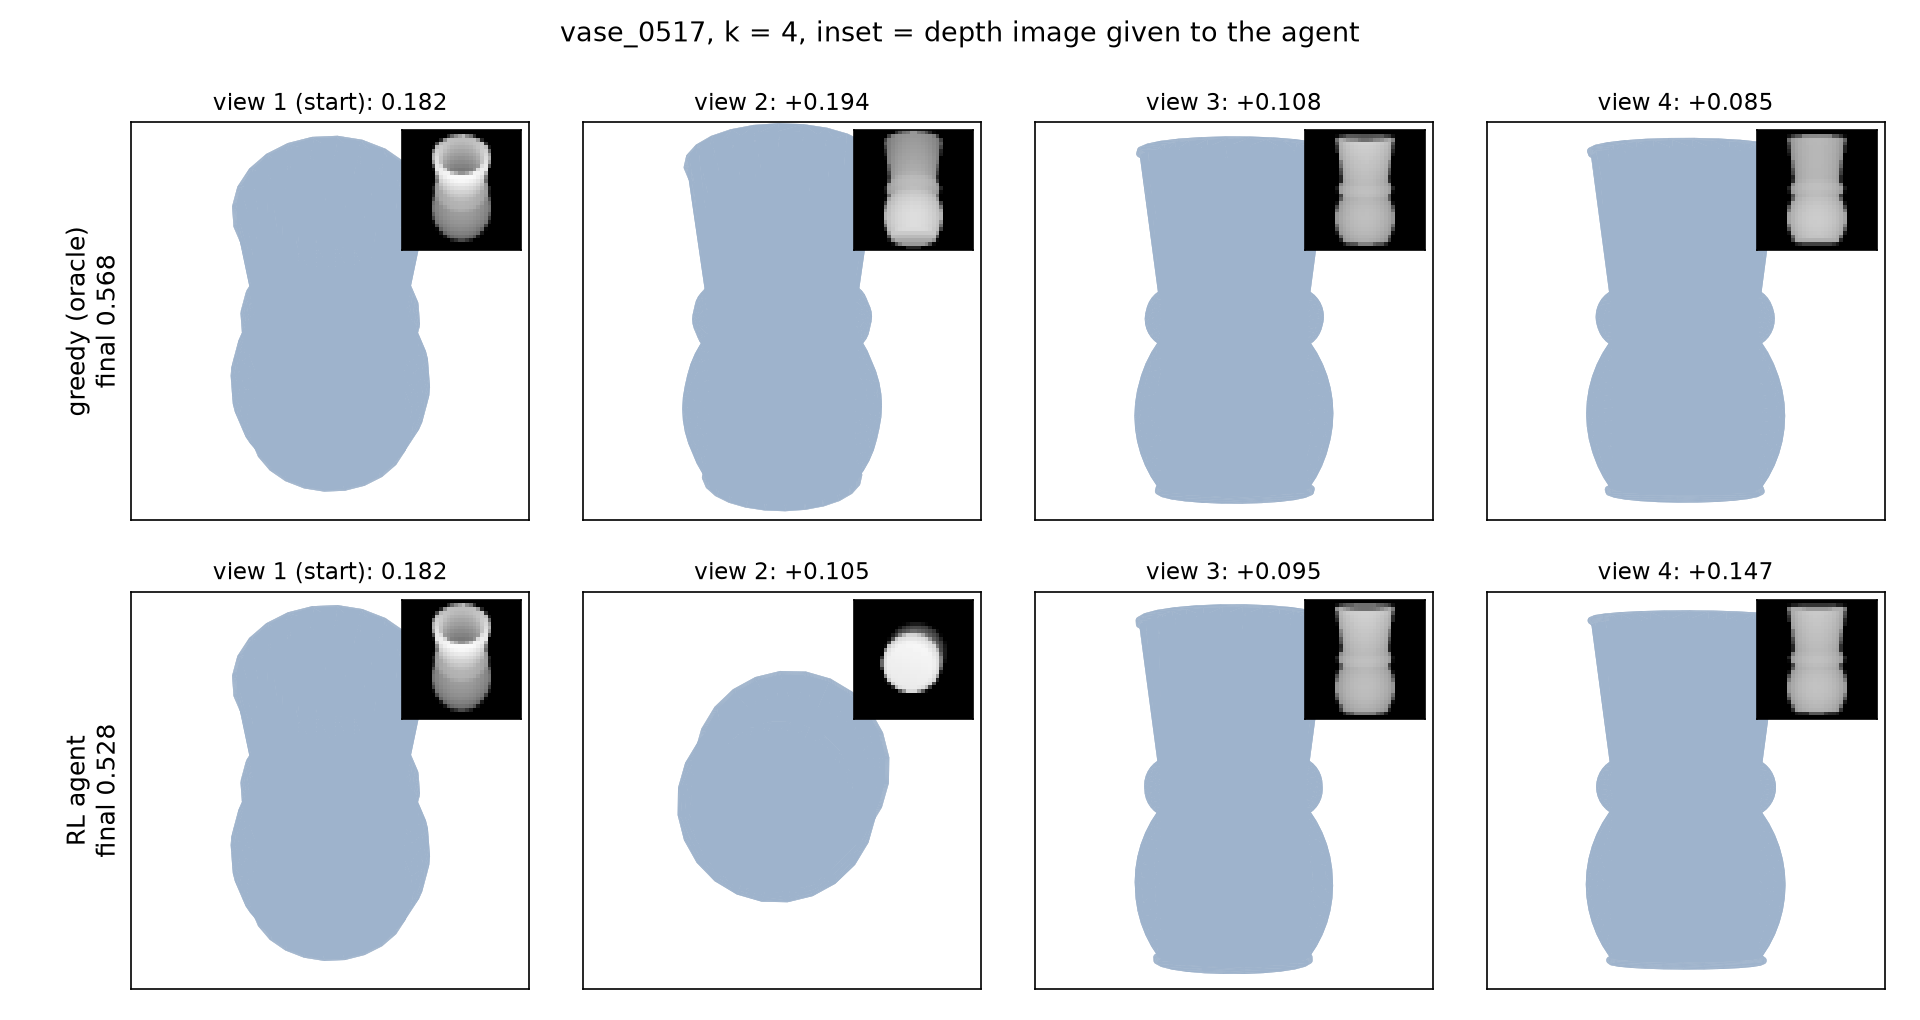 vase_0517, k = 4, inset = depth image given to the agent
view 1 (start): 0.182
view 2: +0.194
view 3: +0.108
view 4: +0.085
greedy (oracle)
final 0.568
view 1 (start): 0.182
view 2: +0.105
view 3: +0.095
view 4: +0.147
RL agent
final 0.528